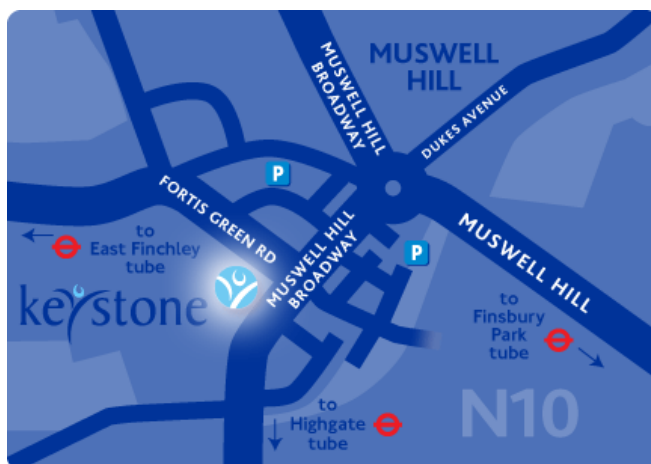 MUSWELL HILL
BROADWAY
MUSWELL
HILL
DUKES AVENUE
P
FORTIS GREEN RD
MUSWELL HILL
BROADWAY
P
MUSWELL HILL
to
East Finchley
tube
keystone
to
Finsbury
Park
tube
to
Highgate
tube
N10